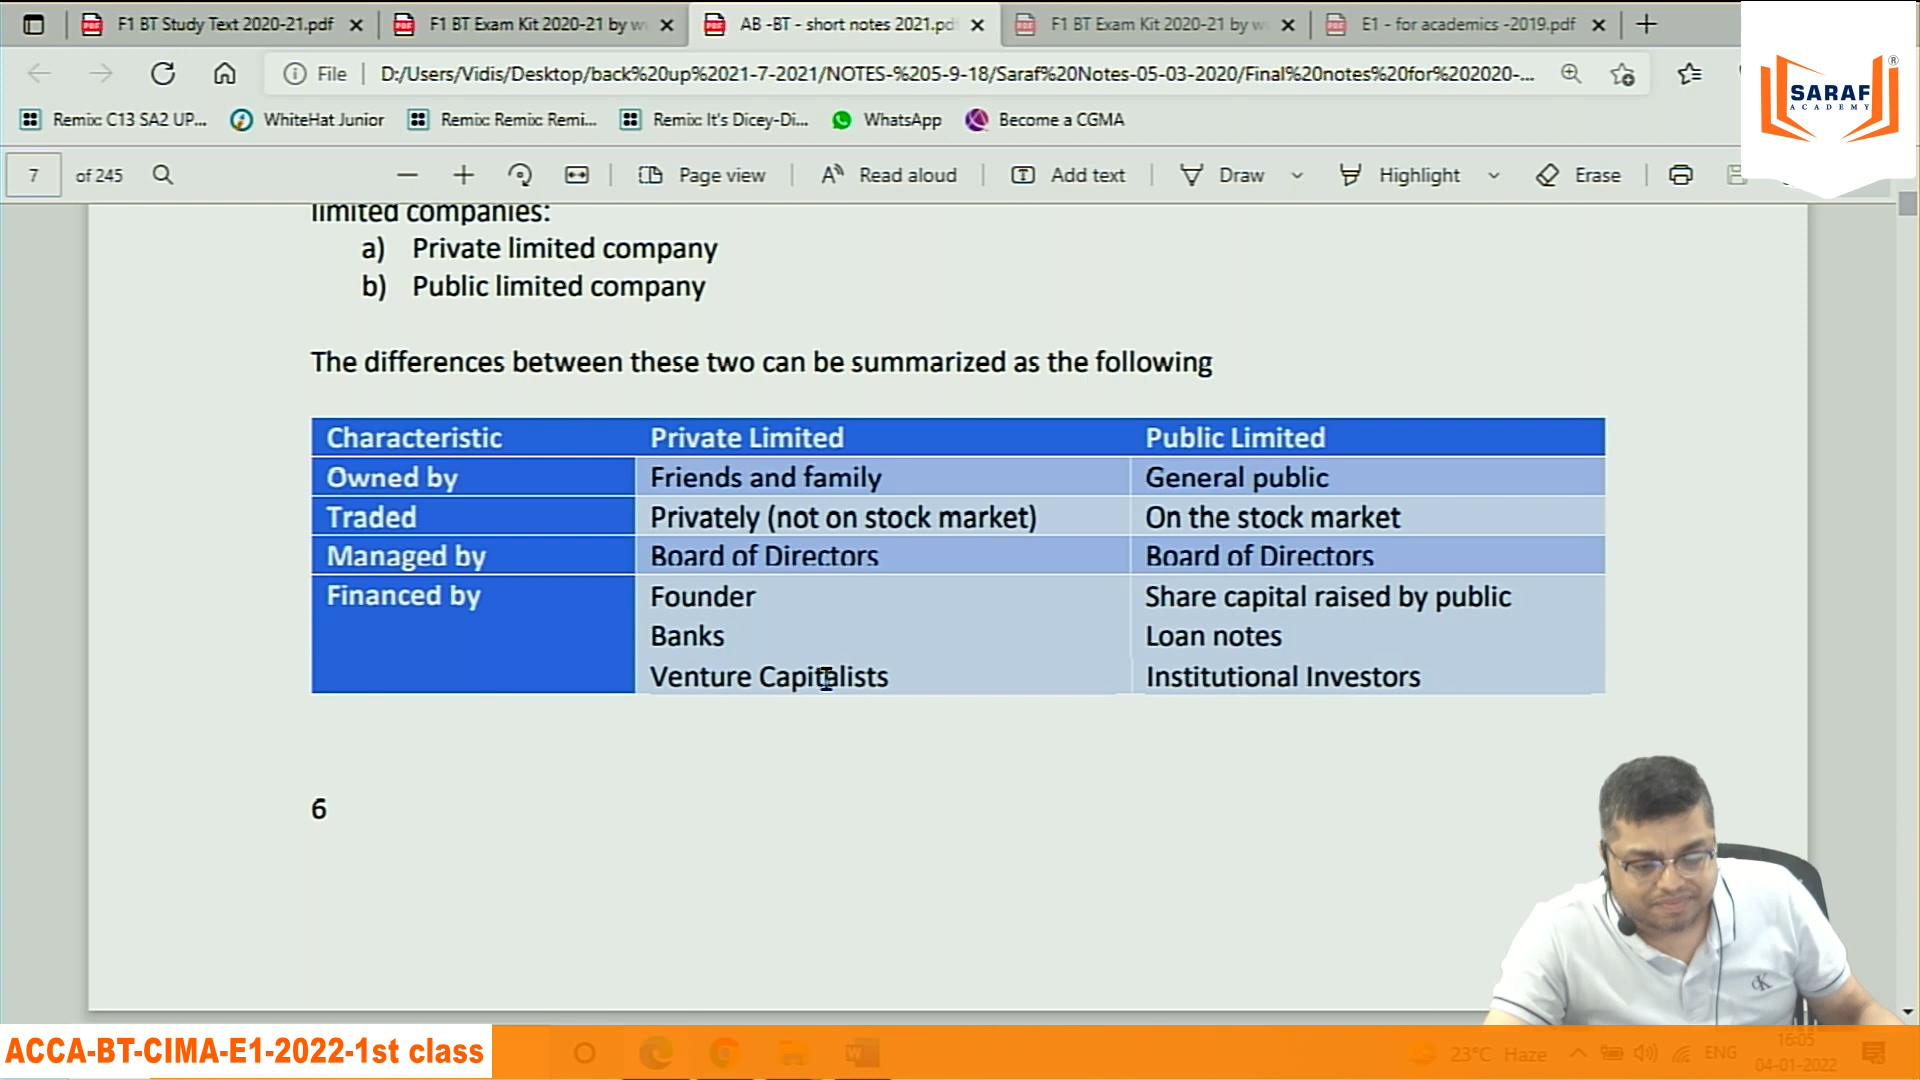 F1 BT Study Text 2020-21.pdf
F1 BT Exam Kit 2020-21 by w
AB -BT - short notes 2021.pd
F1 BT Exam Kit 2020-21 by w
E1 - for academics -2019.pdf
File
D:/Users/Vidis/Desktop/back%20up%2021-7-2021/NOTES-%205-9-18/Saraf%20Notes-05-03-2020/Final%20notes%20for%202020-...
SARAF
ACADEMY
®
Remix: C13 SA2 UP...
WhiteHat Junior
Remix: Remix Remi...
Remix: It's Dicey-Di...
WhatsApp
Become a CGMA
7 of 245
Page view
Read aloud
Add text
Draw
Highlight
Erase
limited companies:
a) Private limited company
b) Public limited company
The differences between these two can be summarized as the following
Characteristic Private Limited Public Limited
Owned by Friends and family General public
Traded Privately (not on stock market) On the stock market
Managed by Board of Directors Board of Directors
Financed by Founder Share capital raised by public
Banks Loan notes
Venture Capitalists Institutional Investors
6
CK
ACCA-BT-CIMA-E1-2022-1st class
23°C Haze
ENG
16:05
04-01-2022